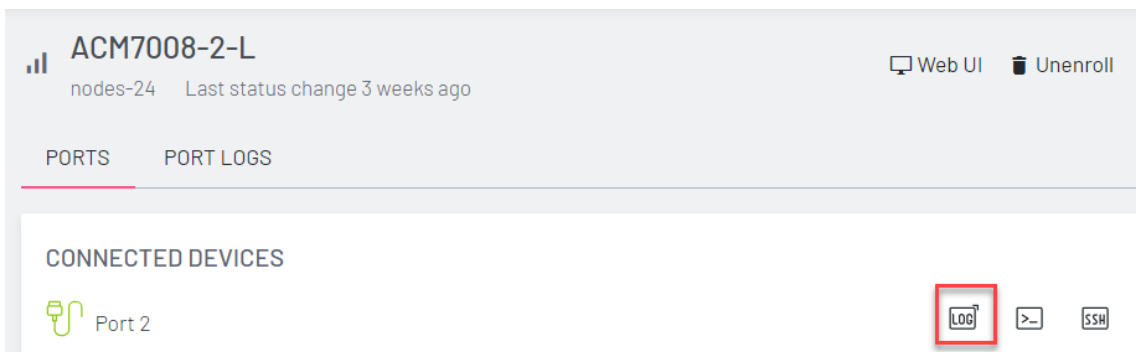 ACM7008-2-L
Web UI Unenroll
nodes-24 Last status change 3 weeks ago
PORTS PORT LOGS
CONNECTED DEVICES
Port 2 LOG >_ SSH